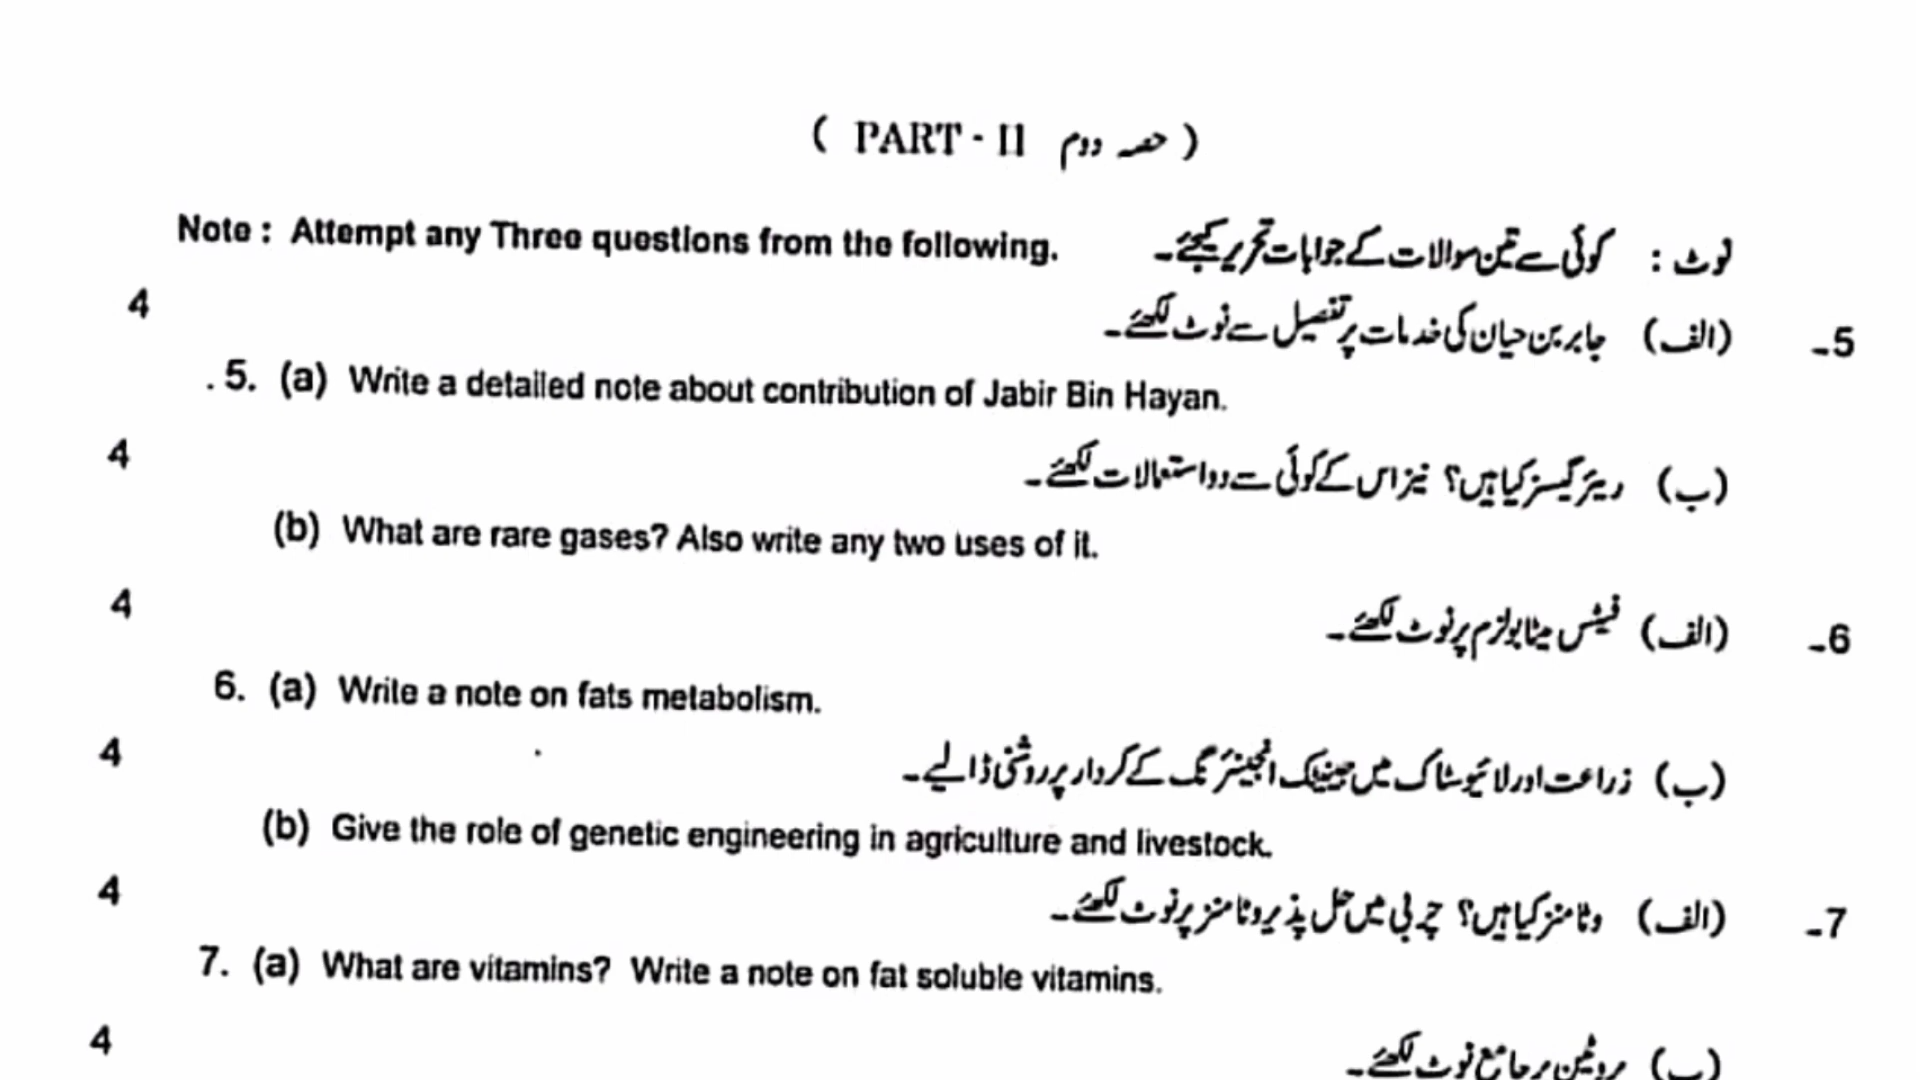 ( PART - II حصہ دوم )
Note : Attempt any Three questions from the following. نوٹ : کوئی سے تین سوالات کے جوابات تحریر کیجئے۔
4 (الف) جابر بن حیان کی خدمات پر تفصیل سے نوٹ لکھئے۔ 5۔
. 5. (a) Write a detailed note about contribution of Jabir Bin Hayan.
4 (ب) ریئر گیسز کیا ہیں؟ نیز اس کے کوئی سے دو استعمالات لکھئے۔
(b) What are rare gases? Also write any two uses of it.
4 (الف) فیٹس میٹابولزم پر نوٹ لکھئے۔ 6۔
6. (a) Write a note on fats metabolism.
4 (ب) زراعت اور لائیوسٹاک میں جینیٹک انجینئرنگ کے کردار پر روشنی ڈالیے۔
(b) Give the role of genetic engineering in agriculture and livestock.
4 (الف) وٹامنز کیا ہیں؟ چربی میں حل پذیر وٹامنز پر نوٹ لکھئے۔ 7۔
7. (a) What are vitamins? Write a note on fat soluble vitamins.
4 (ب) پروٹین پر جامع نوٹ لکھئے۔